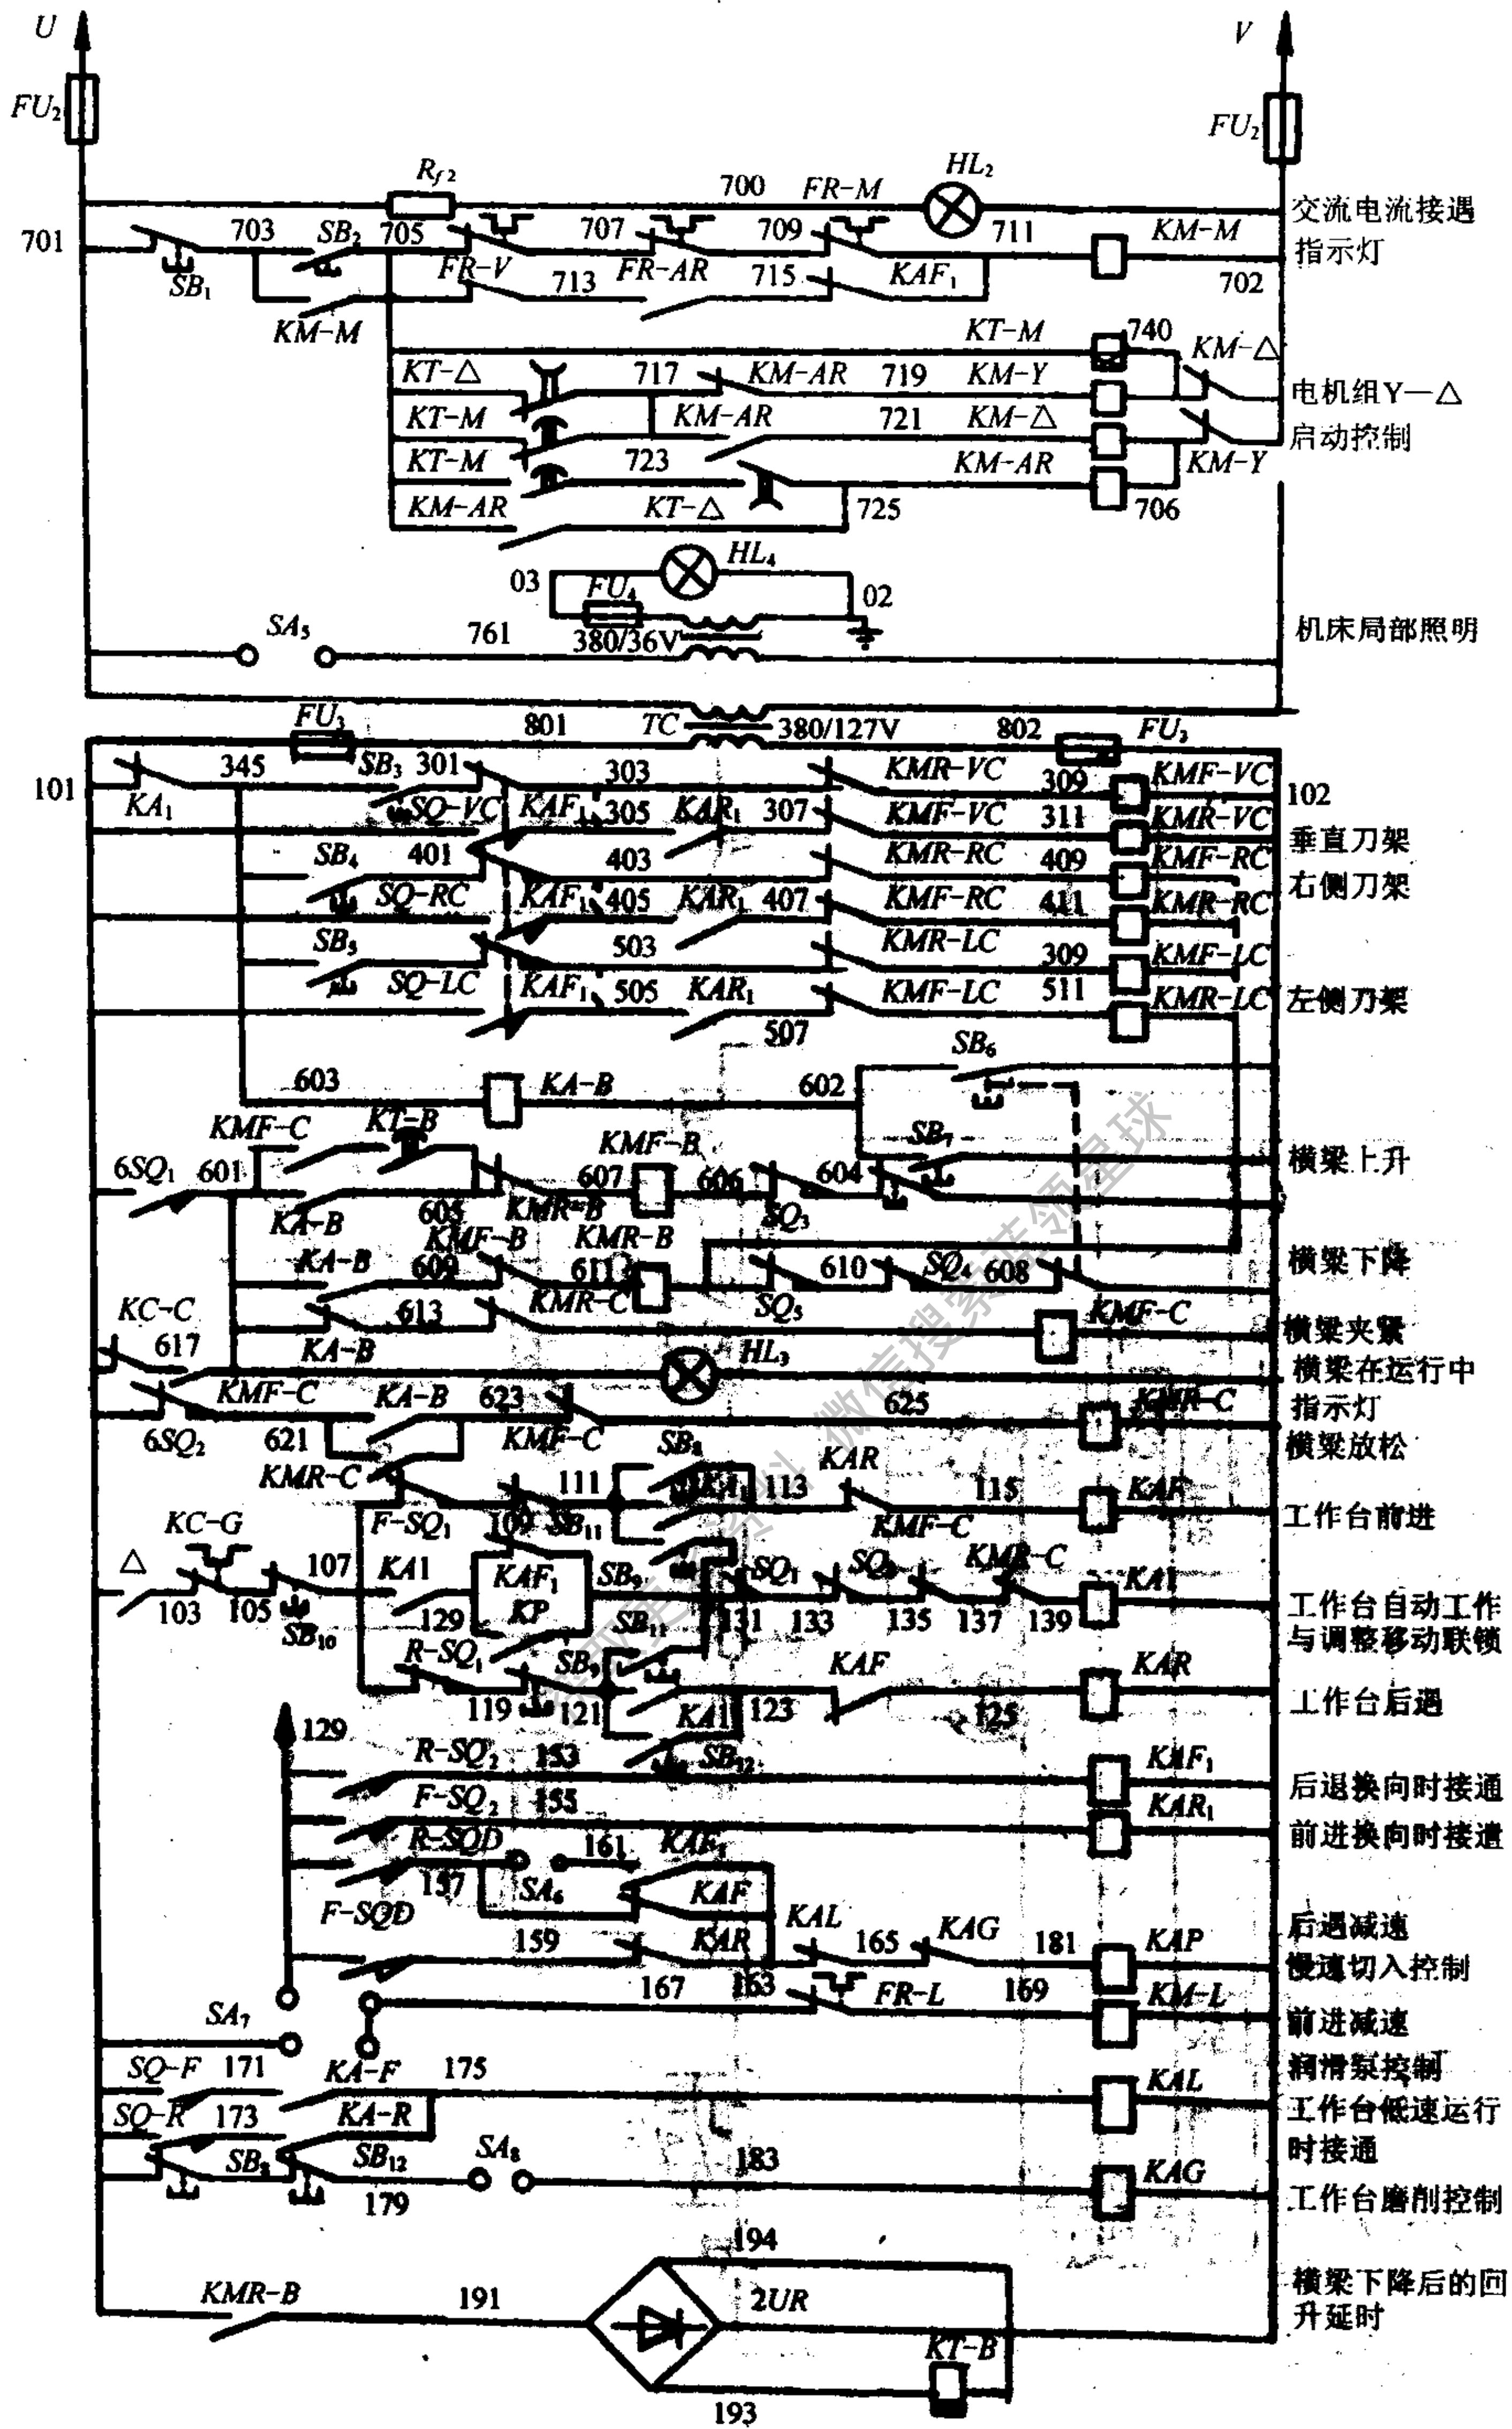 U
V
FU₂
FU₂
Rf2
700
FR-M
HL₂
交流电流接遇
指示灯
701
703
SB₂
705
707
709
711
KM-M
SB₁
FR-V
713
FR-AR
715
KAF₁
702
KM-M
KT-M
740
KM-△
KT-△
717
KM-AR
719
KM-Y
电机组Y—△
启动控制
KT-M
KM-AR
721
KM-△
KT-M
723
KM-AR
KM-Y
KM-AR
KT-△
725
706
03
FU₄
HL₄
02
SA₅
761
380/36V
机床局部照明
FU₃
801
TC
380/127V
802
FU₃
101
345
SB₃
301
303
KMR-VC
309
KMF-VC
102
KA₁
SQ-VC
KAF₁
305
KAR₁
307
KMF-VC
311
KMR-VC
垂直刀架
SB₄
401
403
KMR-RC
409
KMF-RC
右侧刀架
SQ-RC
KAF₁
405
KAR₁
407
KMF-RC
411
KMR-RC
SB₅
503
KMR-LC
309
KMF-LC
SQ-LC
KAF₁
505
KAR₁
507
KMF-LC
511
KMR-LC
左侧刀架
SB₆
603
KA-B
602
KMF-C
KT-B
KMF-B
SB₇
横梁上升
6SQ₁
601
607
606
604
KA-B
605
KMR-B
SQ₃
KMF-B
KMR-B
横梁下降
KA-B
609
611
610
SQ₄
608
KC-C
613
KMR-C
SQ₅
KMF-C
横梁夹紧
617
KA-B
HL₃
横梁在运行中
指示灯
KMF-C
KA-B
623
625
KMR-C
6SQ₂
621
KMF-C
横梁放松
KMR-C
SB₈
F-SQ₁
109
111
SB₁₁
KA₁
113
KAR
KMF-C
115
KAF
工作台前进
△
KC-G
107
KA1
KAF₁
SB₉
SQ₁
KMR-C
KA1
103
105
SB₁₀
129
KP
SB₁₁
131
133
135
137
139
工作台自动工作
与调整移动联锁
R-SQ₁
SB₉
KAF
KAR
119
121
KA1
123
125
工作台后遇
129
R-SQ₂
153
SB₁₂
KAF₁
后退换向时接通
F-SQ₂
155
KAR₁
前进换向时接遣
R-SQD
161
KAF₁
157
SA₆
KAF
F-SQD
159
KAR
KAL
165
KAG
181
KAP
后遇减速
慢速切入控制
SA₇
167
163
FR-L
169
KM-L
前进减速
润滑泵控制
SQ-F
171
KA-F
175
KAL
工作台低速运行
时接通
SQ-R
173
KA-R
SB₈
SB₁₂
179
SA₈
183
KAG
工作台磨削控制
194
KMR-B
191
2UR
横梁下降后的回
升延时
KT-B
193
微信搜索蓝领星球